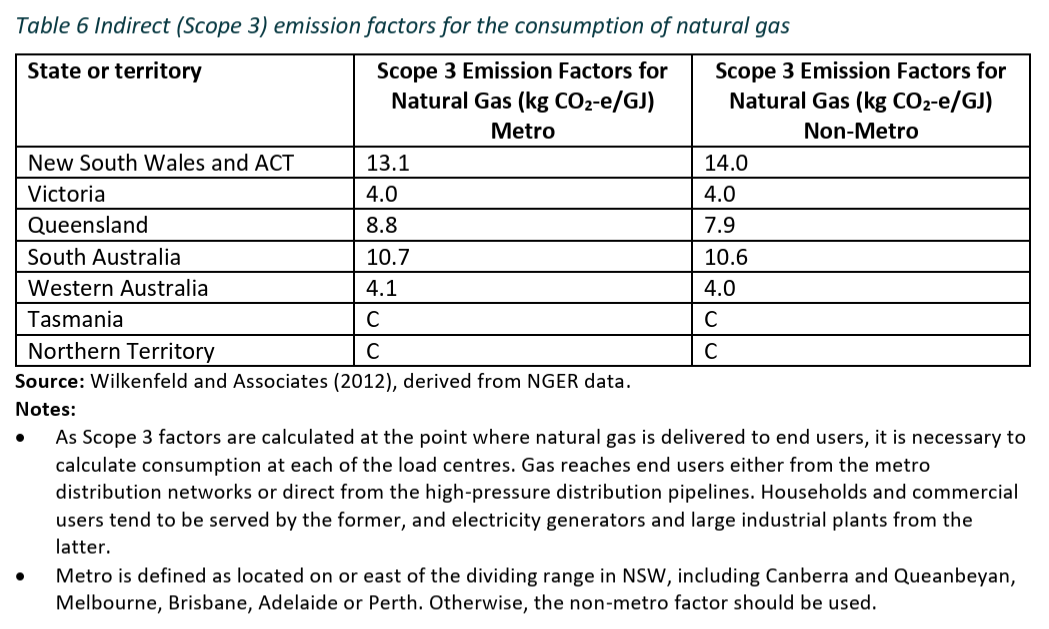 Table 6 Indirect (Scope 3) emission factors for the consumption of natural gas
State or territory | Scope 3 Emission Factors for Natural Gas (kg CO₂-e/GJ) Metro | Scope 3 Emission Factors for Natural Gas (kg CO₂-e/GJ) Non-Metro
New South Wales and ACT | 13.1 | 14.0
Victoria | 4.0 | 4.0
Queensland | 8.8 | 7.9
South Australia | 10.7 | 10.6
Western Australia | 4.1 | 4.0
Tasmania | C | C
Northern Territory | C | C
Source: Wilkenfeld and Associates (2012), derived from NGER data.
Notes:
• As Scope 3 factors are calculated at the point where natural gas is delivered to end users, it is necessary to
calculate consumption at each of the load centres. Gas reaches end users either from the metro
distribution networks or direct from the high-pressure distribution pipelines. Households and commercial
users tend to be served by the former, and electricity generators and large industrial plants from the
latter.
• Metro is defined as located on or east of the dividing range in NSW, including Canberra and Queanbeyan,
Melbourne, Brisbane, Adelaide or Perth. Otherwise, the non-metro factor should be used.